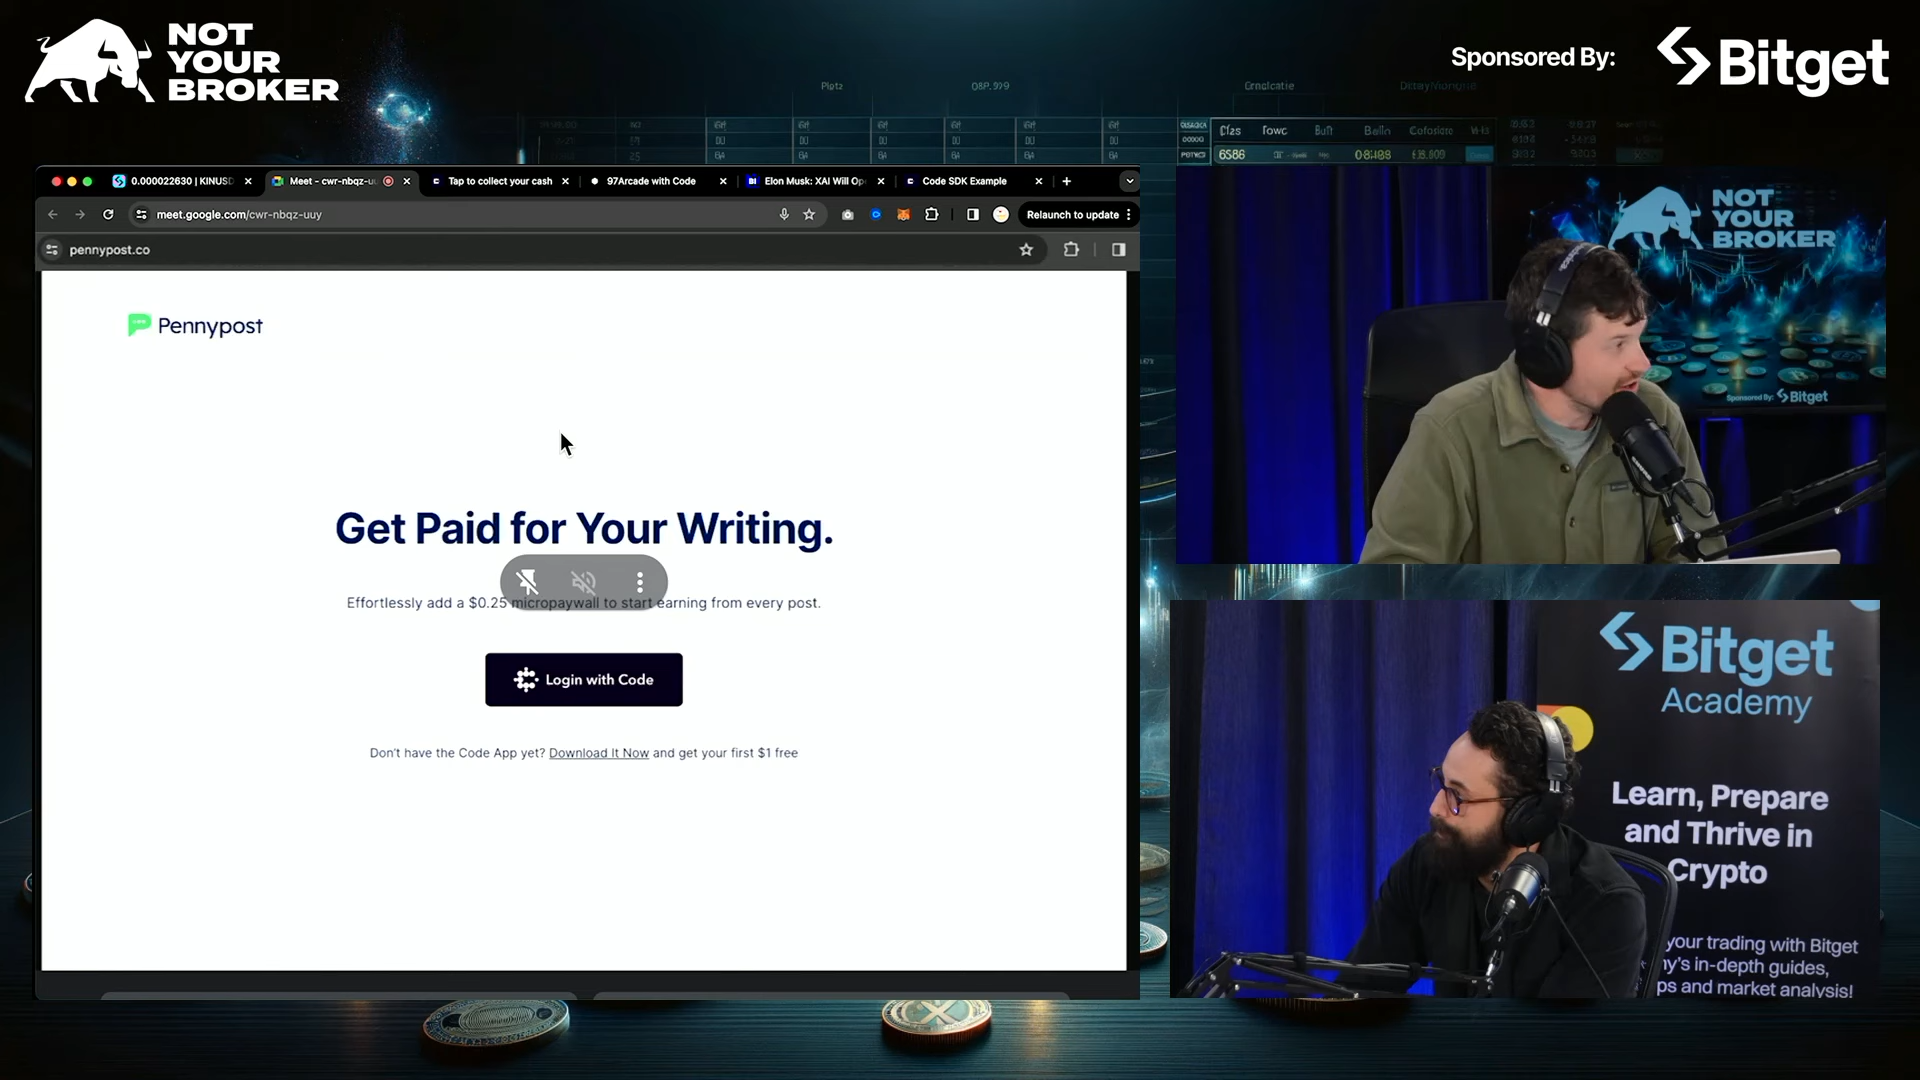 NOT
YOUR
BROKER
Sponsored By:
Bitget
0.000022630 | KINUSD
Meet - cwr-nbqz-u
Tap to collect your cash
97Arcade with Code
Elon Musk: XAI Will Op
Code SDK Example
meet.google.com/cwr-nbqz-uuy
Relaunch to update
pennypost.co
Pennypost
Get Paid for Your Writing.
Effortlessly add a $0.25 micropaywall to start earning from every post.
Login with Code
Don't have the Code App yet? Download It Now and get your first $1 free
NOT
YOUR
BROKER
Sponsored By: Bitget
Bitget
Academy
Learn, Prepare
and Thrive in
Crypto
your trading with Bitget
y's in-depth guides,
ps and market analysis!